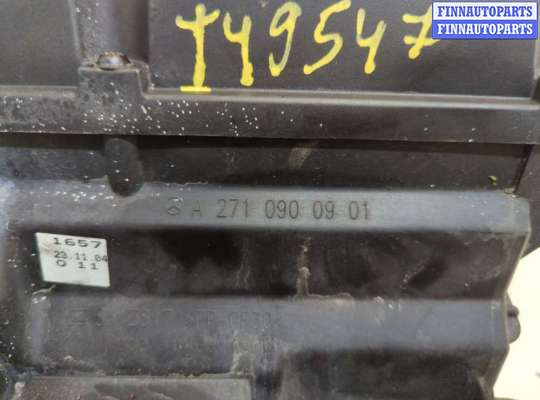 FINNAUTOPARTS
FINNAUTOPARTS
T49547
A 271 090 09 01
1657
23.11.04
0 11